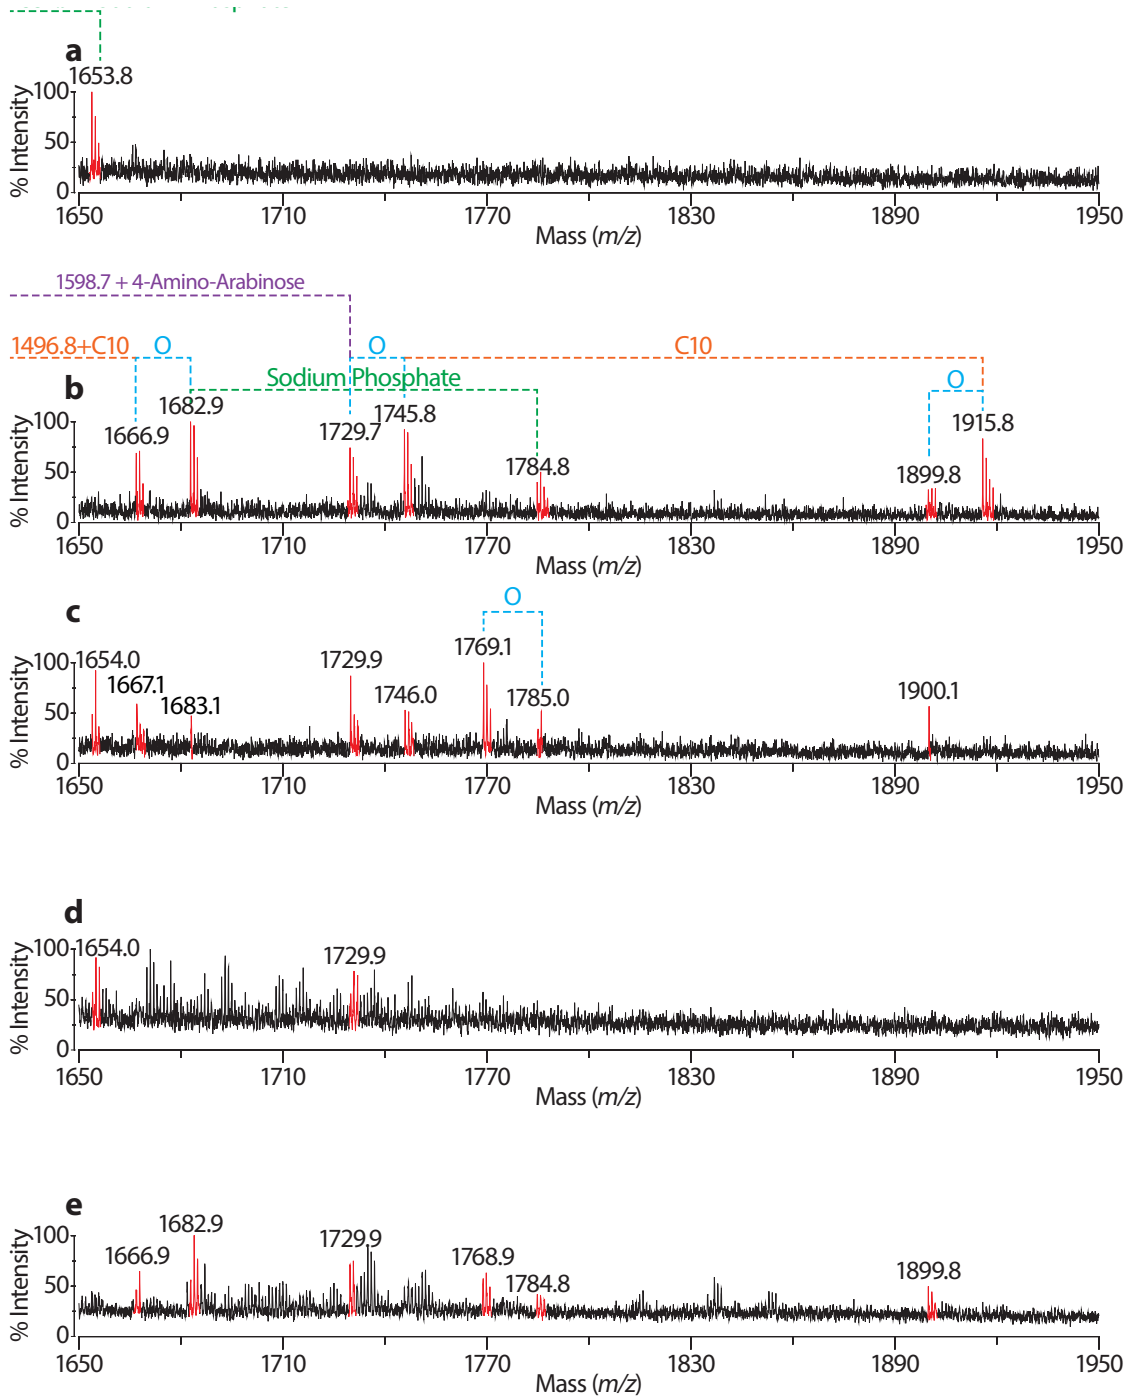 a
1653.8
100
50
0
% Intensity
1650 1710 1770 1830 1890 1950
Mass (m/z)
1598.7 + 4-Amino-Arabinose
1496.8+C10 O O C10
Sodium Phosphate O
b
1682.9 1745.8 1915.8
1666.9 1729.7
1784.8 1899.8
100
50
0
% Intensity
1650 1710 1770 1830 1890 1950
Mass (m/z)
O
c
1769.1
1654.0 1729.9
1667.1 1746.0 1785.0 1900.1
1683.1
100
50
0
% Intensity
1650 1710 1770 1830 1890 1950
Mass (m/z)
d
1654.0 1729.9
100
50
0
% Intensity
1650 1710 1770 1830 1890 1950
Mass (m/z)
e
1682.9
1666.9 1729.9 1768.9
1784.8 1899.8
100
50
0
% Intensity
1650 1710 1770 1830 1890 1950
Mass (m/z)